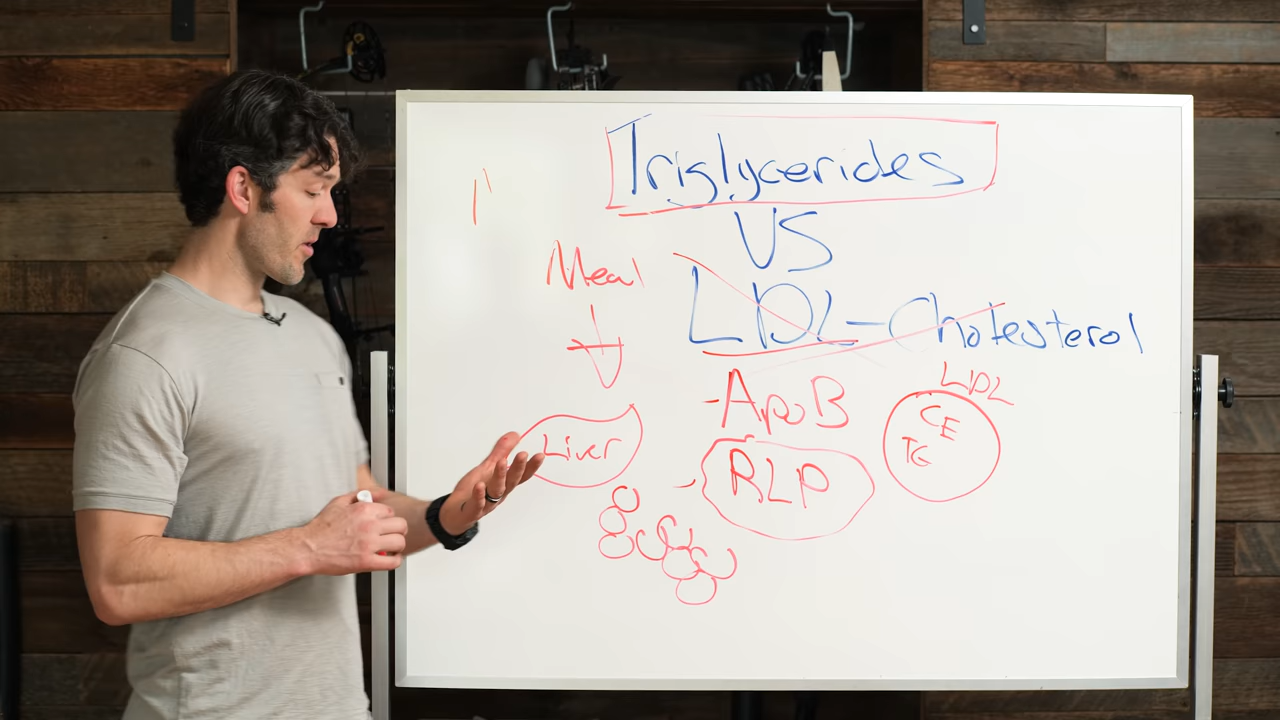 Triglycerides
VS
LDL-Cholesterol
Meal
Liver
-ApoB
- RLP
LDL
CE
TG